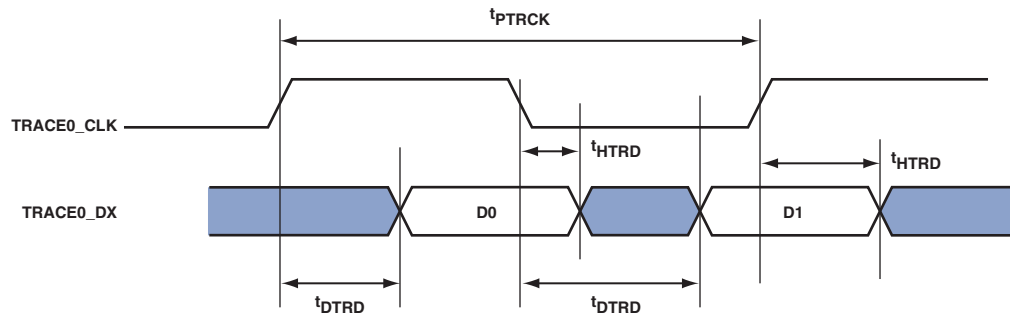 tPTRCK
TRACE0_CLK
tHTRD
tHTRD
TRACE0_DX
D0
D1
tDTRD
tDTRD